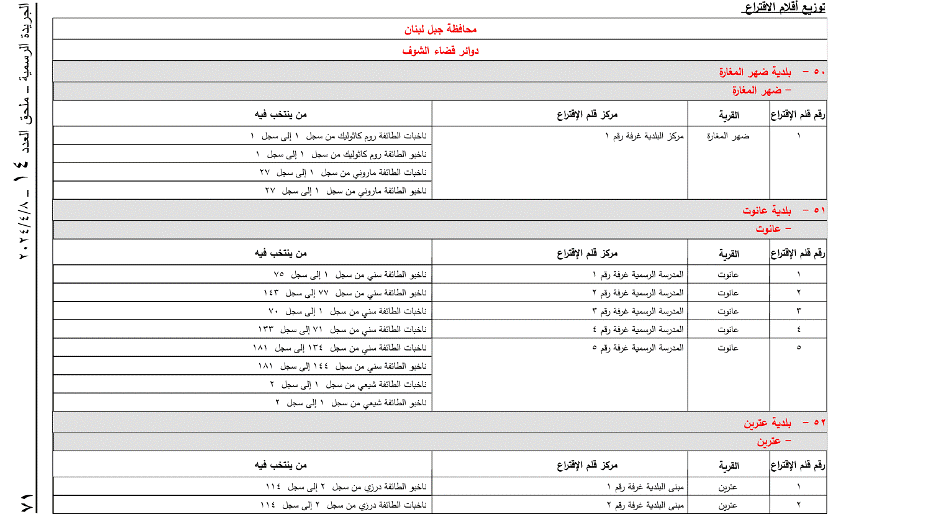 توزيع أقلام الاقتراع
محافظة جبل لبنان
دوائر قضاء الشوف
٥٠ - بلدية ضهر المغارة
- ضهر المغارة
رقم قلم الإقتراع القرية مركز قلم الإقتراع من ينتخب فيه
١ ضهر المغارة مركز البلدية غرفة رقم ١ ناخبات الطائفة روم كاثوليك من سجل ١ إلى سجل ١
ناخبو الطائفة روم كاثوليك من سجل ١ إلى سجل ١
ناخبات الطائفة ماروني من سجل ١ إلى سجل ٢٧
ناخبو الطائفة ماروني من سجل ١ إلى سجل ٢٧
٥١ - بلدية عانوت
- عانوت
رقم قلم الإقتراع القرية مركز قلم الإقتراع من ينتخب فيه
١ عانوت المدرسة الرسمية غرفة رقم ١ ناخبو الطائفة سني من سجل ١ إلى سجل ٧٥
٢ عانوت المدرسة الرسمية غرفة رقم ٢ ناخبو الطائفة سني من سجل ٧٧ إلى سجل ١٤٣
٣ عانوت المدرسة الرسمية غرفة رقم ٣ ناخبات الطائفة سني من سجل ١ إلى سجل ٧٠
٤ عانوت المدرسة الرسمية غرفة رقم ٤ ناخبات الطائفة سني من سجل ٧١ إلى سجل ١٣٣
٥ عانوت المدرسة الرسمية غرفة رقم ٥ ناخبات الطائفة سني من سجل ١٣٤ إلى سجل ١٨١
ناخبو الطائفة سني من سجل ١٤٤ إلى سجل ١٨١
ناخبات الطائفة شيعي من سجل ١ إلى سجل ٢
ناخبو الطائفة شيعي من سجل ١ إلى سجل ٢
٥٢ - بلدية عترين
- عترين
رقم قلم الإقتراع القرية مركز قلم الإقتراع من ينتخب فيه
١ عترين مبنى البلدية غرفة رقم ١ ناخبو الطائفة درزي من سجل ٢ إلى سجل ١١٤
٢ عترين مبنى البلدية غرفة رقم ٢ ناخبات الطائفة درزي من سجل ٢ إلى سجل ١١٤
الجريدة الرسمية – ملحق العدد ١٤ – ٢٠٢٤/٤/٨
٧١